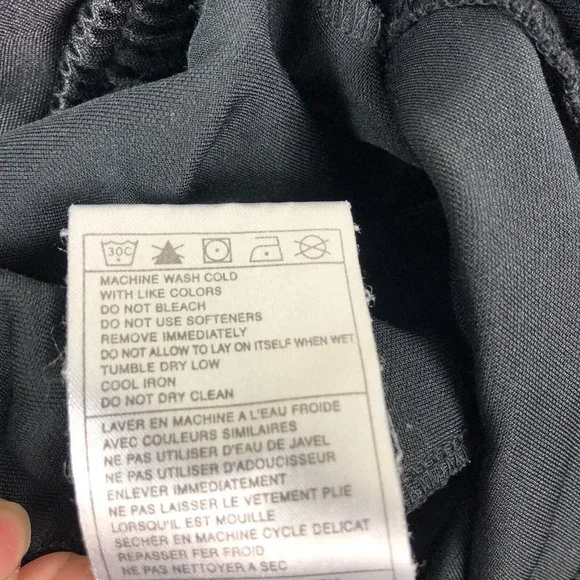 30C
MACHINE WASH COLD
WITH LIKE COLORS
DO NOT BLEACH
DO NOT USE SOFTENERS
REMOVE IMMEDIATELY
DO NOT ALLOW TO LAY ON ITSELF WHEN WET
TUMBLE DRY LOW
COOL IRON
DO NOT DRY CLEAN
LAVER EN MACHINE A L'EAU FROIDE
AVEC COULEURS SIMILAIRES
NE PAS UTILISER D'EAU DE JAVEL
NE PAS UTILISER D'ADOUCISSEUR
ENLEVER IMMEDIATEMENT
NE PAS LAISSER LE VETEMENT PLIE
LORSQU'IL EST MOUILLE
SECHER EN MACHINE CYCLE DELICAT
REPASSER FER FROID
NE PAS NETTOYER A SEC